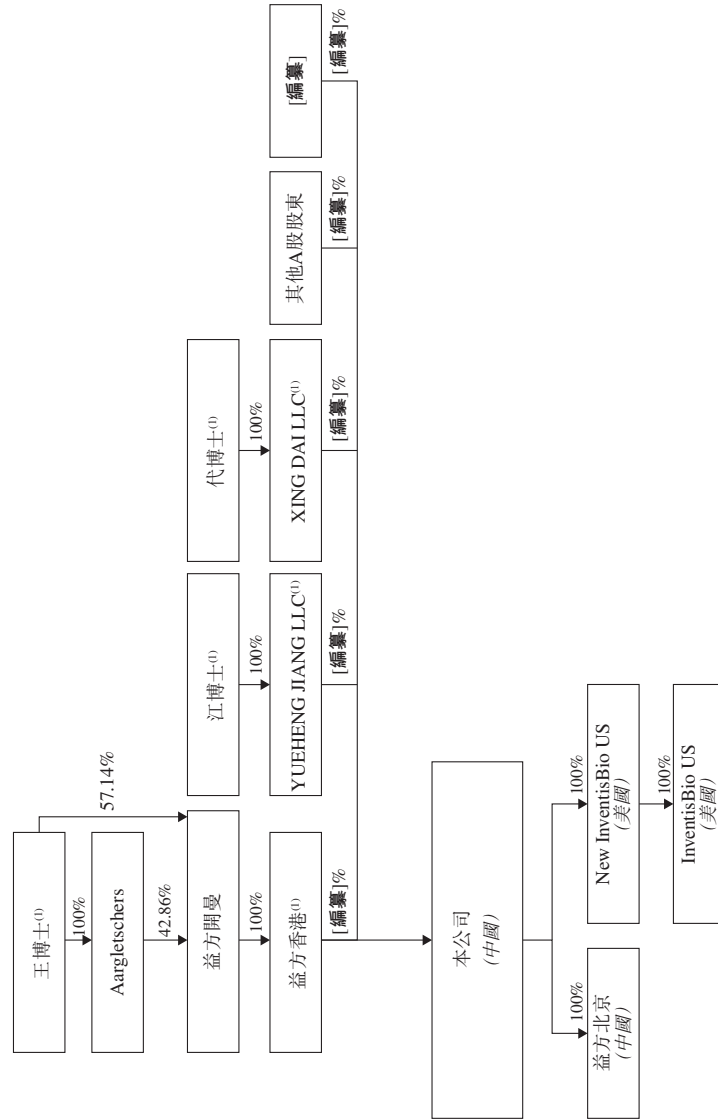 王博士(1)
100%
57.14%
Aargletschers
42.86%
益方開曼
江博士(1)
代博士(1)
100%
100%
100%
益方香港(1)
YUEHENG JIANG LLC(1)
XING DAI LLC(1)
其他A股股東
[編纂]
[編纂]%
[編纂]%
[編纂]%
[編纂]%
[編纂]%
本公司
(中國)
100%
100%
益方北京
(中國)
New InventisBio US
(美國)
100%
InventisBio US
(美國)